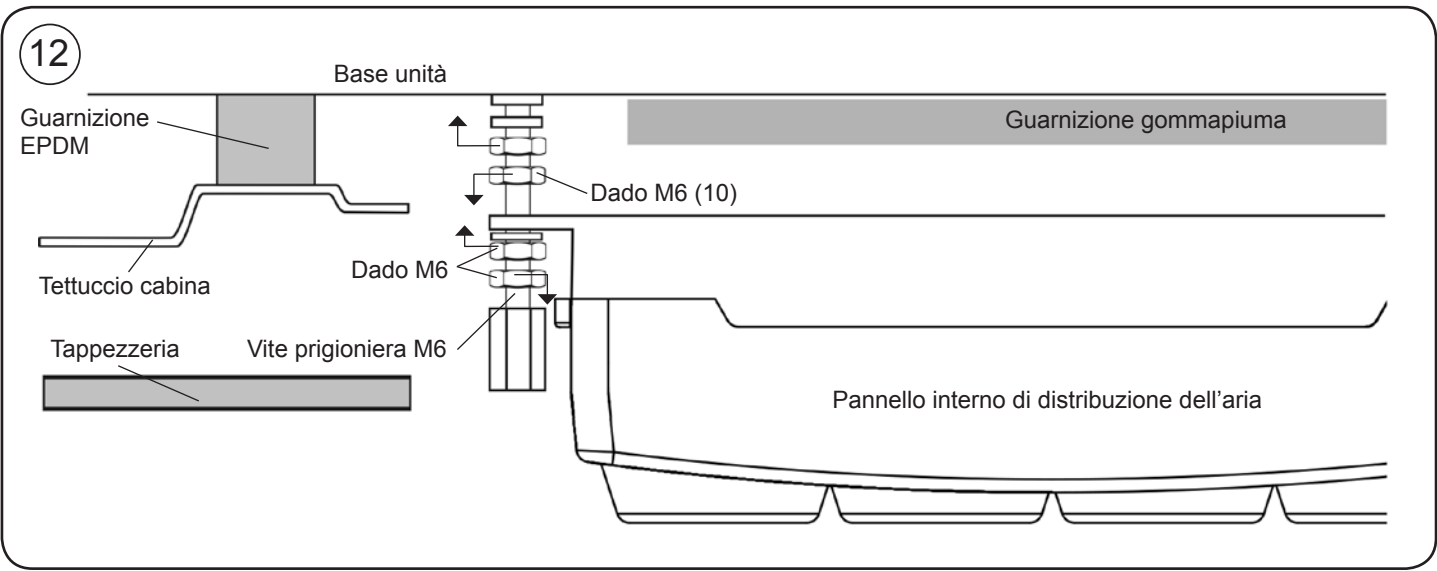 12
Base unità
Guarnizione
EPDM
Guarnizione gommapiuma
Dado M6 (10)
Dado M6
Tettuccio cabina
Tappezzeria
Vite prigioniera M6
Pannello interno di distribuzione dell’aria